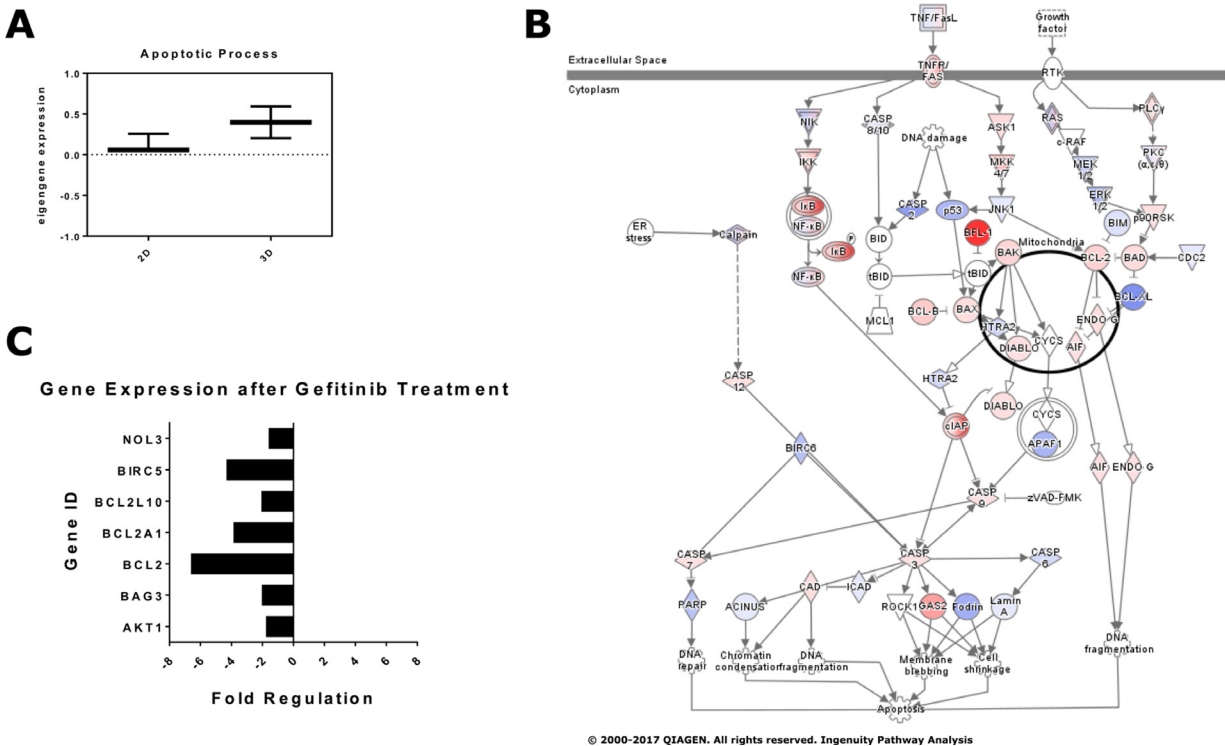 A
Apoptotic Process
eigengene expression
1.0
0.5
0.0
-0.5
-1.0
2D
3D
B
TNF/FasL
Growth
factor
Extracellular Space
Cytoplasm
TNFR/
FAS
RTK
NIK
CASP
8/10
DNA damage
ASK1
RAS
c-RAF
PLCγ
IKK
MKK
4/7
MEK
1/2
PKC
(α,ε,θ)
IκB
NF-κB
CASP
2
p53
JNK1
ERK
1/2
p90RSK
BIM
ER
stress
Calpain
IκB
P
NF-κB
BID
tBID
MCL1
BFL-1
tBID
BAK
Mitochondria
BCL-2
BAD
CDC2
BCL-XL
BCL-B
BAX
HTRA2
DIABLO
CYCS
AIF
ENDO G
CASP
12
HTRA2
DIABLO
CYCS
APAF1
cIAP
BIRC6
AIF
ENDO G
CASP
9
zVAD-FMK
CASP
7
CASP
3
CASP
6
PARP
ACINUS
CAD
ICAD
ROCK1
GAS2
Fodrin
Lamin
A
DNA
repair
Chromatin
condensation
DNA
fragmentation
Membrane
blebbing
Cell
shrinkage
DNA
fragmentation
Apoptosis
© 2000-2017 QIAGEN. All rights reserved. Ingenuity Pathway Analysis
C
Gene Expression after Gefitinib Treatment
Gene ID
NOL3
BIRC5
BCL2L10
BCL2A1
BCL2
BAG3
AKT1
-8 -6 -4 -2 0 2 4 6 8
Fold Regulation